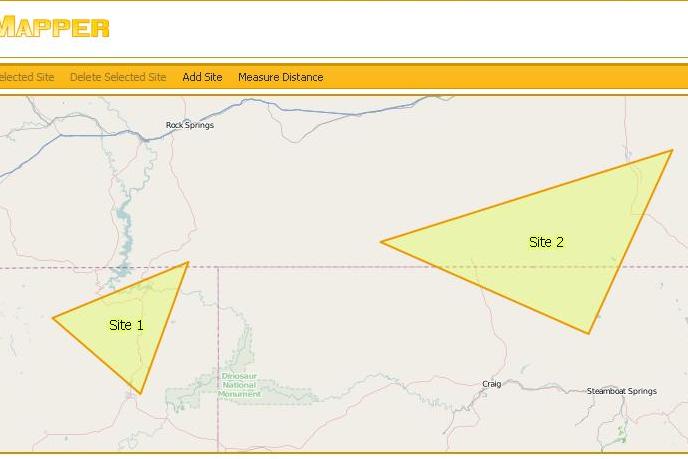 MAPPER
elected Site Delete Selected Site Add Site Measure Distance
Rock Springs
Site 2
Site 1
Dinosaur
National
Monument
Craig
Steamboat Springs